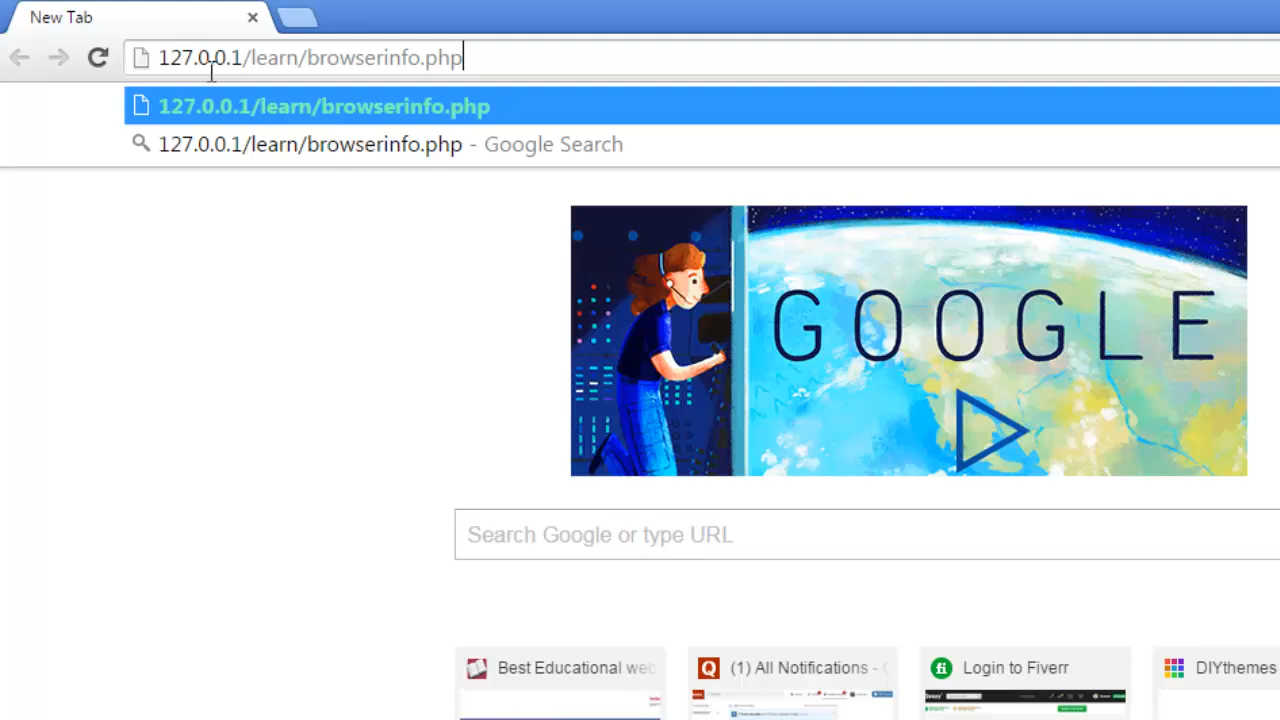 New Tab
127.0.0.1/learn/browserinfo.php
127.0.0.1/learn/browserinfo.php
127.0.0.1/learn/browserinfo.php - Google Search
GOOGLE
Search Google or type URL
Best Educational web
(1) All Notifications -
Login to Fiverr
DIYthemes